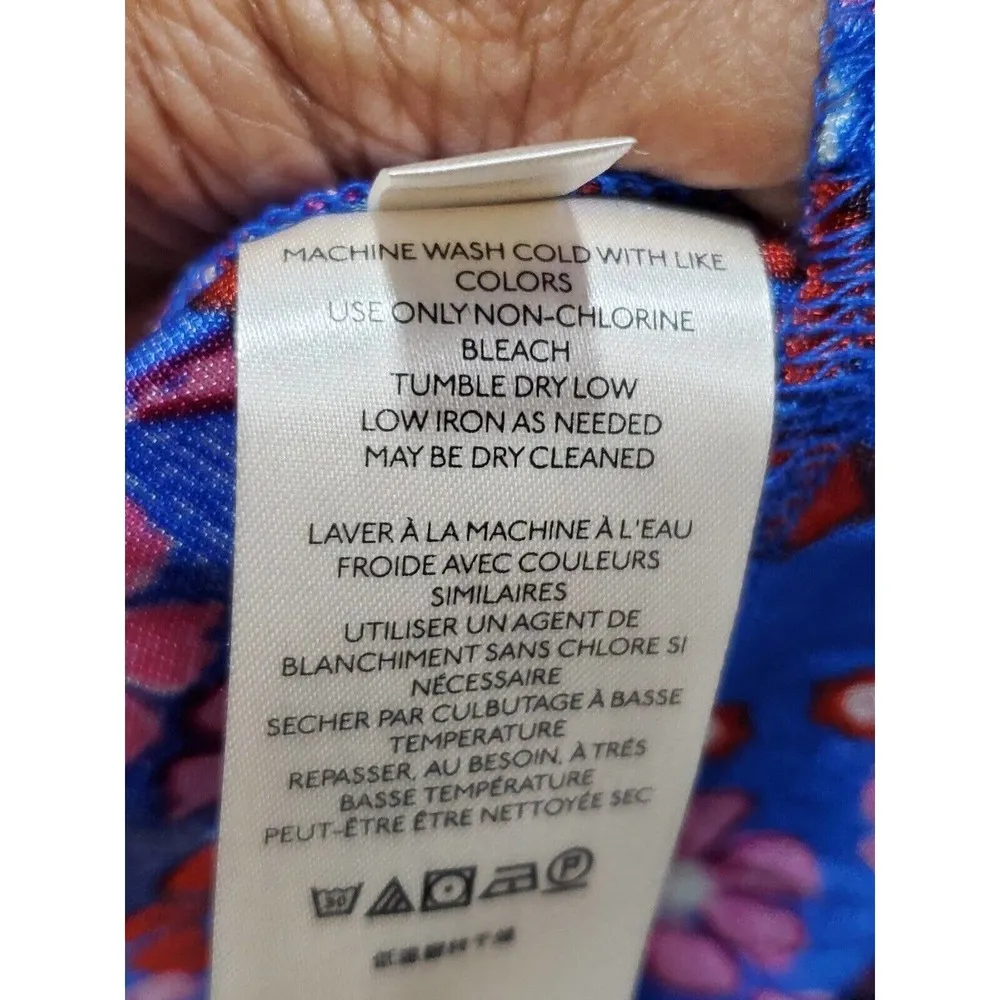 MACHINE WASH COLD WITH LIKE
COLORS
USE ONLY NON-CHLORINE
BLEACH
TUMBLE DRY LOW
LOW IRON AS NEEDED
MAY BE DRY CLEANED
LAVER À LA MACHINE À L'EAU
FROIDE AVEC COULEURS
SIMILAIRES
UTILISER UN AGENT DE
BLANCHIMENT SANS CHLORE SI
NÉCESSAIRE
SECHER PAR CULBUTAGE À BASSE
TEMPERATURE
REPASSER, AU BESOIN, À TRÉS
BASSE TEMPÉRATURE
PEUT-ÊTRE ÊTRE NETTOYÉE SEC
30 P